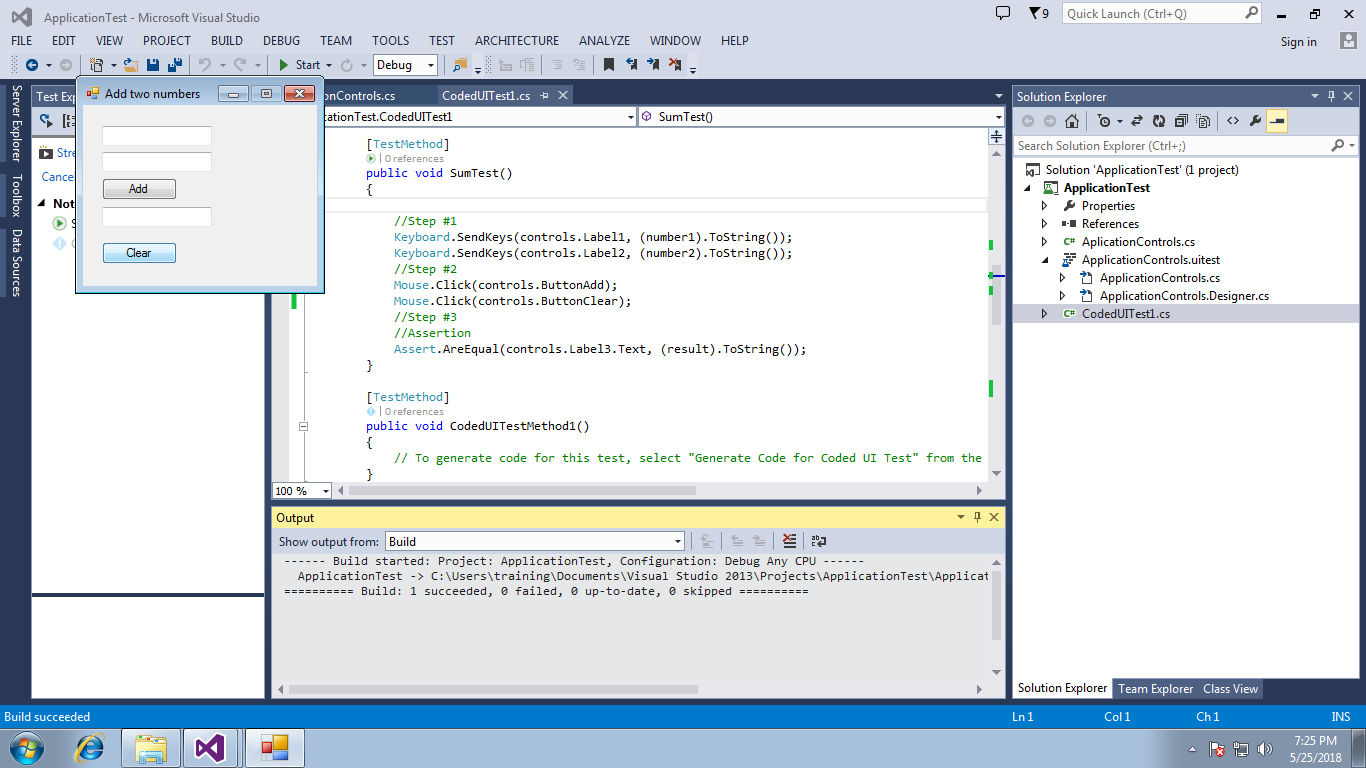 ApplicationTest - Microsoft Visual Studio
9
Quick Launch (Ctrl+Q)
FILE EDIT VIEW PROJECT BUILD DEBUG TEAM TOOLS TEST ARCHITECTURE ANALYZE WINDOW HELP
Sign in
Start Debug
Server Explorer
Toolbox
Data Sources
Test Exp
Stre
Cance
Not
S
Add two numbers
Add
Clear
onControls.cs CodedUITest1.cs
icationTest.CodedUITest1 SumTest()
[TestMethod]
| 0 references
public void SumTest()
{
//Step #1
Keyboard.SendKeys(controls.Label1, (number1).ToString());
Keyboard.SendKeys(controls.Label2, (number2).ToString());
//Step #2
Mouse.Click(controls.ButtonAdd);
Mouse.Click(controls.ButtonClear);
//Step #3
//Assertion
Assert.AreEqual(controls.Label3.Text, (result).ToString());
}
[TestMethod]
| 0 references
public void CodedUITestMethod1()
{
// To generate code for this test, select "Generate Code for Coded UI Test" from the
}
100 %
Output
Show output from: Build
------ Build started: Project: ApplicationTest, Configuration: Debug Any CPU ------
ApplicationTest -> C:\Users\training\Documents\Visual Studio 2013\Projects\ApplicationTest\Applicat
========== Build: 1 succeeded, 0 failed, 0 up-to-date, 0 skipped ==========
Solution Explorer
Search Solution Explorer (Ctrl+;)
Solution 'ApplicationTest' (1 project)
ApplicationTest
Properties
References
C# AplicationControls.cs
ApplicationControls.uitest
ApplicationControls.cs
ApplicationControls.Designer.cs
C# CodedUITest1.cs
Solution Explorer Team Explorer Class View
Build succeeded Ln 1 Col 1 Ch 1 INS
7:25 PM
5/25/2018